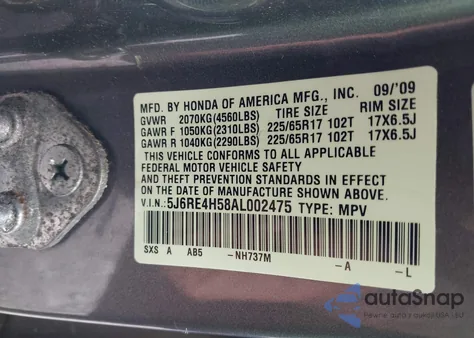 MFD. BY HONDA OF AMERICA MFG., INC. 09/'09
GVWR 2070KG(4560LBS) TIRE SIZE RIM SIZE
GAWR F 1050KG(2310LBS) 225/65R17 102T 17X6.5J
GAWR R 1040KG(2290LBS) 225/65R17 102T 17X6.5J
THIS VEHICLE CONFORMS TO ALL APPLICABLE
FEDERAL MOTOR VEHICLE SAFETY, BUMPER,
AND THEFT PREVENTION STANDARDS IN EFFECT
ON THE DATE OF MANUFACTURE SHOWN ABOVE.
V.I.N.: 5J6RE4H58AL002475 TYPE: MPV
SXS A AB5 -NH737M -A -L
autoSnap